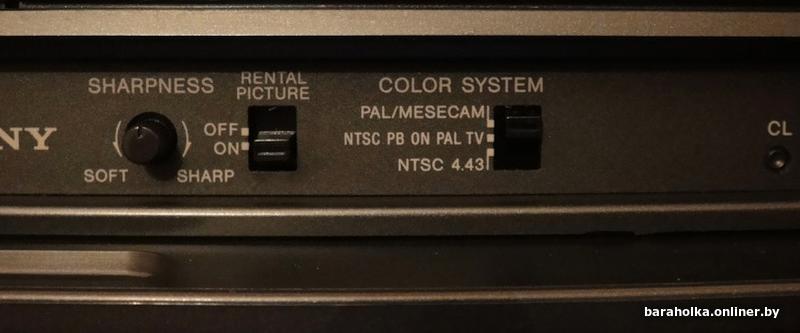 NY
SHARPNESS
SOFT
SHARP
RENTAL
PICTURE
OFF
ON
COLOR SYSTEM
PAL/MESECAM
NTSC PB ON PAL TV
NTSC 4.43
CL
baraholka.onliner.by